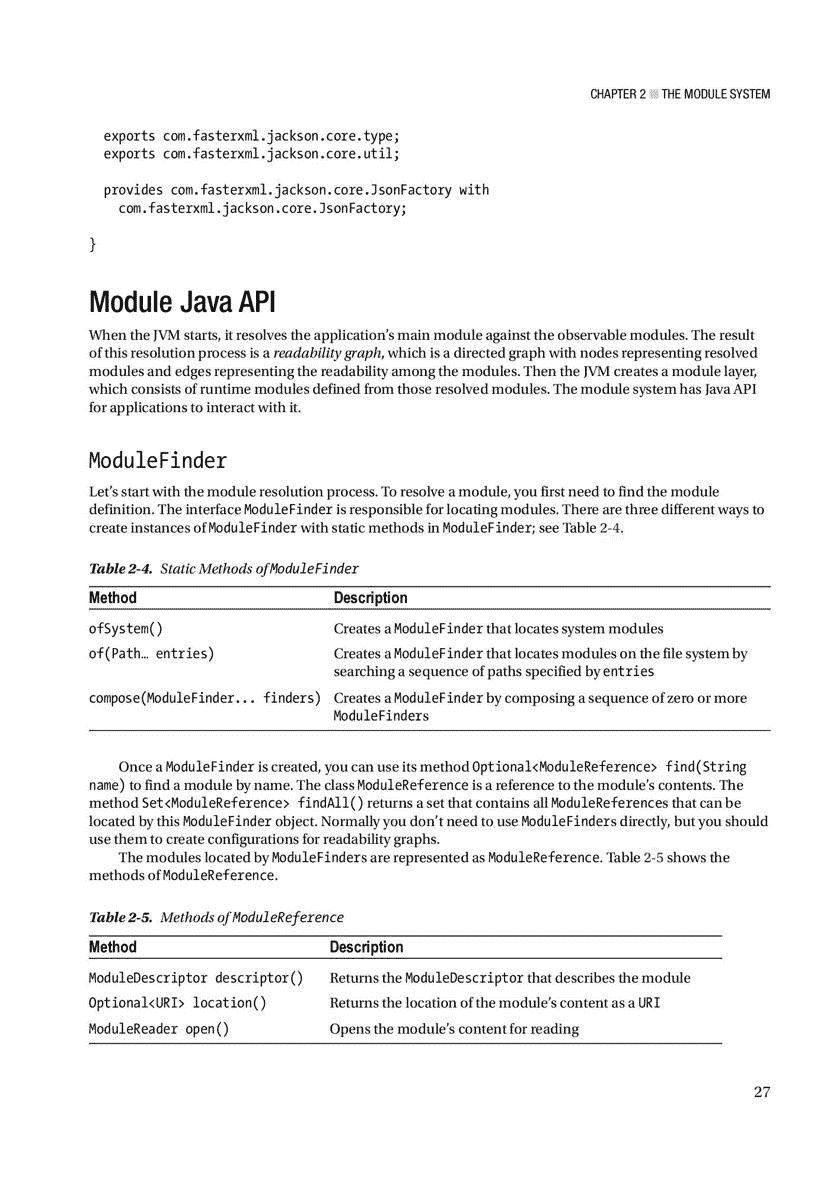 CHAPTER 2 ■ THE MODULE SYSTEM
exports com.fasterxml.jackson.core.type;
exports com.fasterxml.jackson.core.util;
provides com.fasterxml.jackson.core.JsonFactory with
com.fasterxml.jackson.core.JsonFactory;
}
Module Java API
When the JVM starts, it resolves the application’s main module against the observable modules. The result
of this resolution process is a readability graph, which is a directed graph with nodes representing resolved
modules and edges representing the readability among the modules. Then the JVM creates a module layer,
which consists of runtime modules defined from those resolved modules. The module system has Java API
for applications to interact with it.
ModuleFinder
Let’s start with the module resolution process. To resolve a module, you first need to find the module
definition. The interface ModuleFinder is responsible for locating modules. There are three different ways to
create instances of ModuleFinder with static methods in ModuleFinder; see Table 2-4.
Table 2-4. Static Methods of ModuleFinder
Method Description
ofSystem() Creates a ModuleFinder that locates system modules
of(Path… entries) Creates a ModuleFinder that locates modules on the file system by
searching a sequence of paths specified by entries
compose(ModuleFinder... finders) Creates a ModuleFinder by composing a sequence of zero or more
ModuleFinders
Once a ModuleFinder is created, you can use its method Optional<ModuleReference> find(String
name) to find a module by name. The class ModuleReference is a reference to the module’s contents. The
method Set<ModuleReference> findAll() returns a set that contains all ModuleReferences that can be
located by this ModuleFinder object. Normally you don’t need to use ModuleFinders directly, but you should
use them to create configurations for readability graphs.
The modules located by ModuleFinders are represented as ModuleReference. Table 2-5 shows the
methods of ModuleReference.
Table 2-5. Methods of ModuleReference
Method Description
ModuleDescriptor descriptor() Returns the ModuleDescriptor that describes the module
Optional<URI> location() Returns the location of the module’s content as a URI
ModuleReader open() Opens the module’s content for reading
27